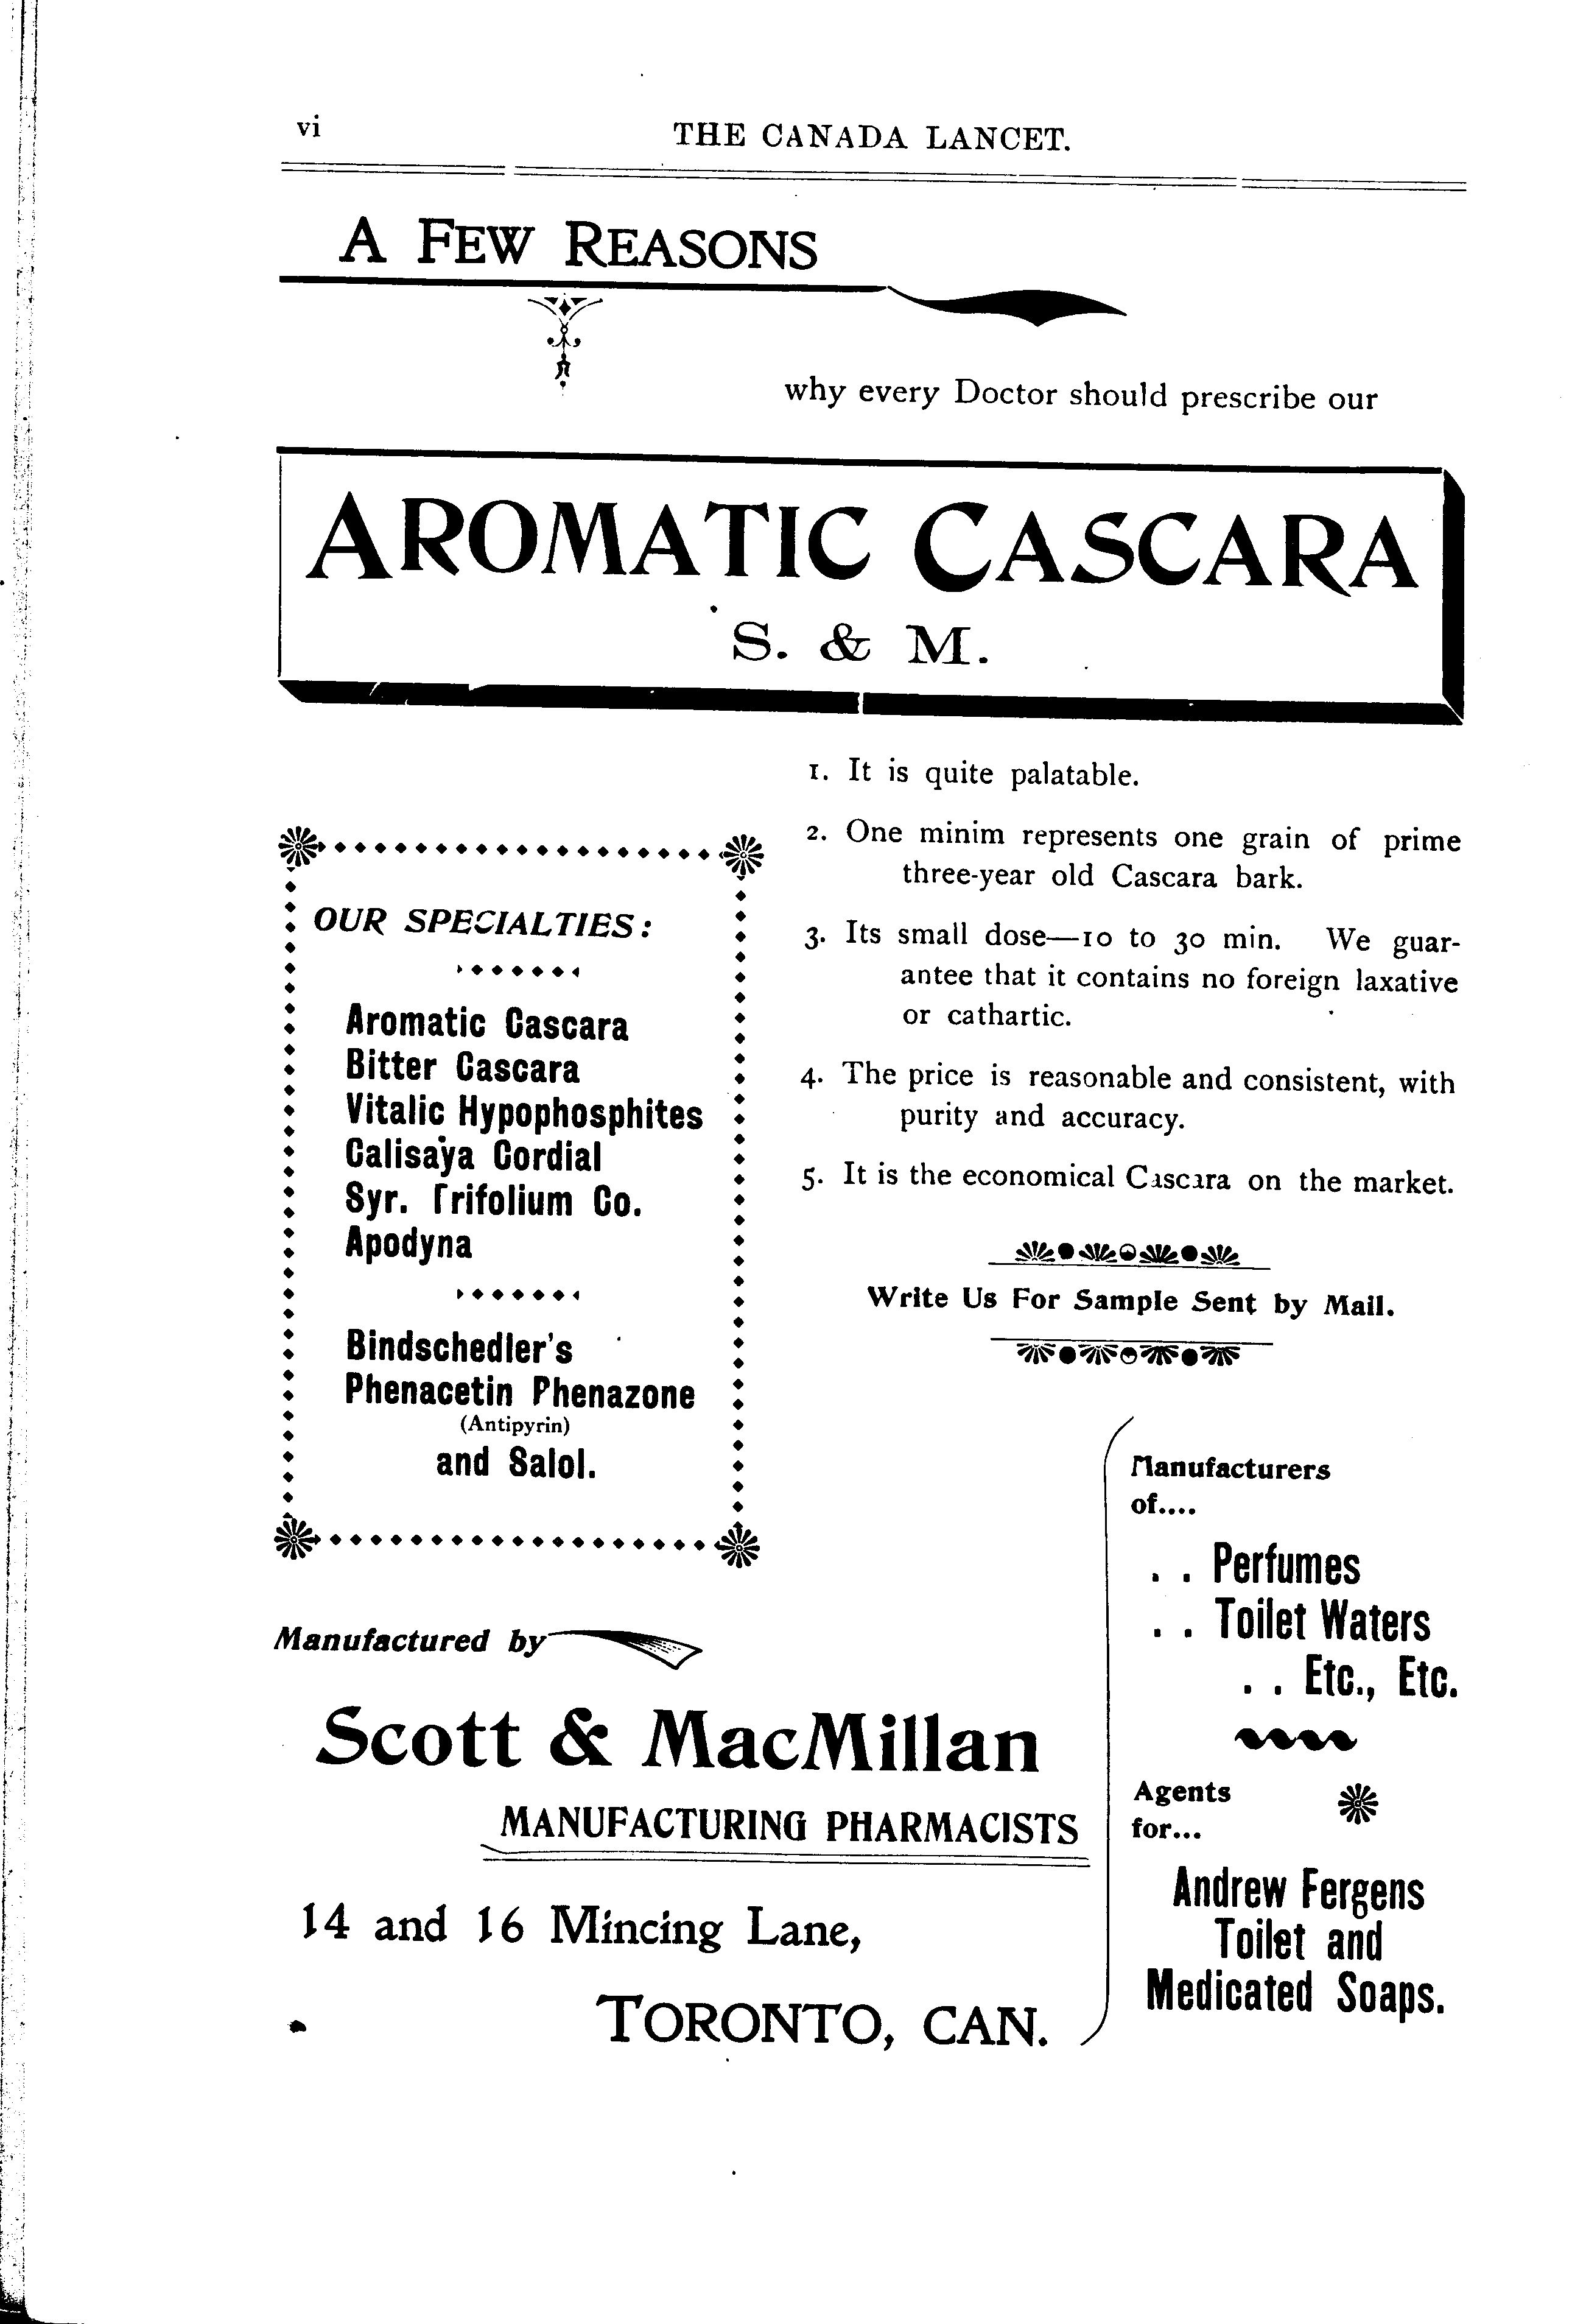 vi
THE CANADA LANCET.
A FEW REASONS
why every Doctor should prescribe our
AROMATIC CASCARA
S. & M.
1. It is quite palatable.
2. One minim represents one grain of prime
three-year old Cascara bark.
3. Its small dose—10 to 30 min. We guar-
antee that it contains no foreign laxative
or cathartic.
4. The price is reasonable and consistent, with
purity and accuracy.
5. It is the economical Cascara on the market.
Write Us For Sample Sent by Mail.
OUR SPECIALTIES:
Aromatic Cascara
Bitter Cascara
Vitalic Hypophosphites
Calisaya Cordial
Syr. Trifolium Co.
Apodyna
Bindschedler's
Phenacetin Phenazone
(Antipyrin)
and Salol.
Manufactured by
Scott & MacMillan
MANUFACTURING PHARMACISTS
14 and 16 Mincing Lane,
TORONTO, CAN.
Manufacturers
of....
. . Perfumes
. . Toilet Waters
. . Etc., Etc.
Agents
for...
Andrew Fergens
Toilet and
Medicated Soaps.